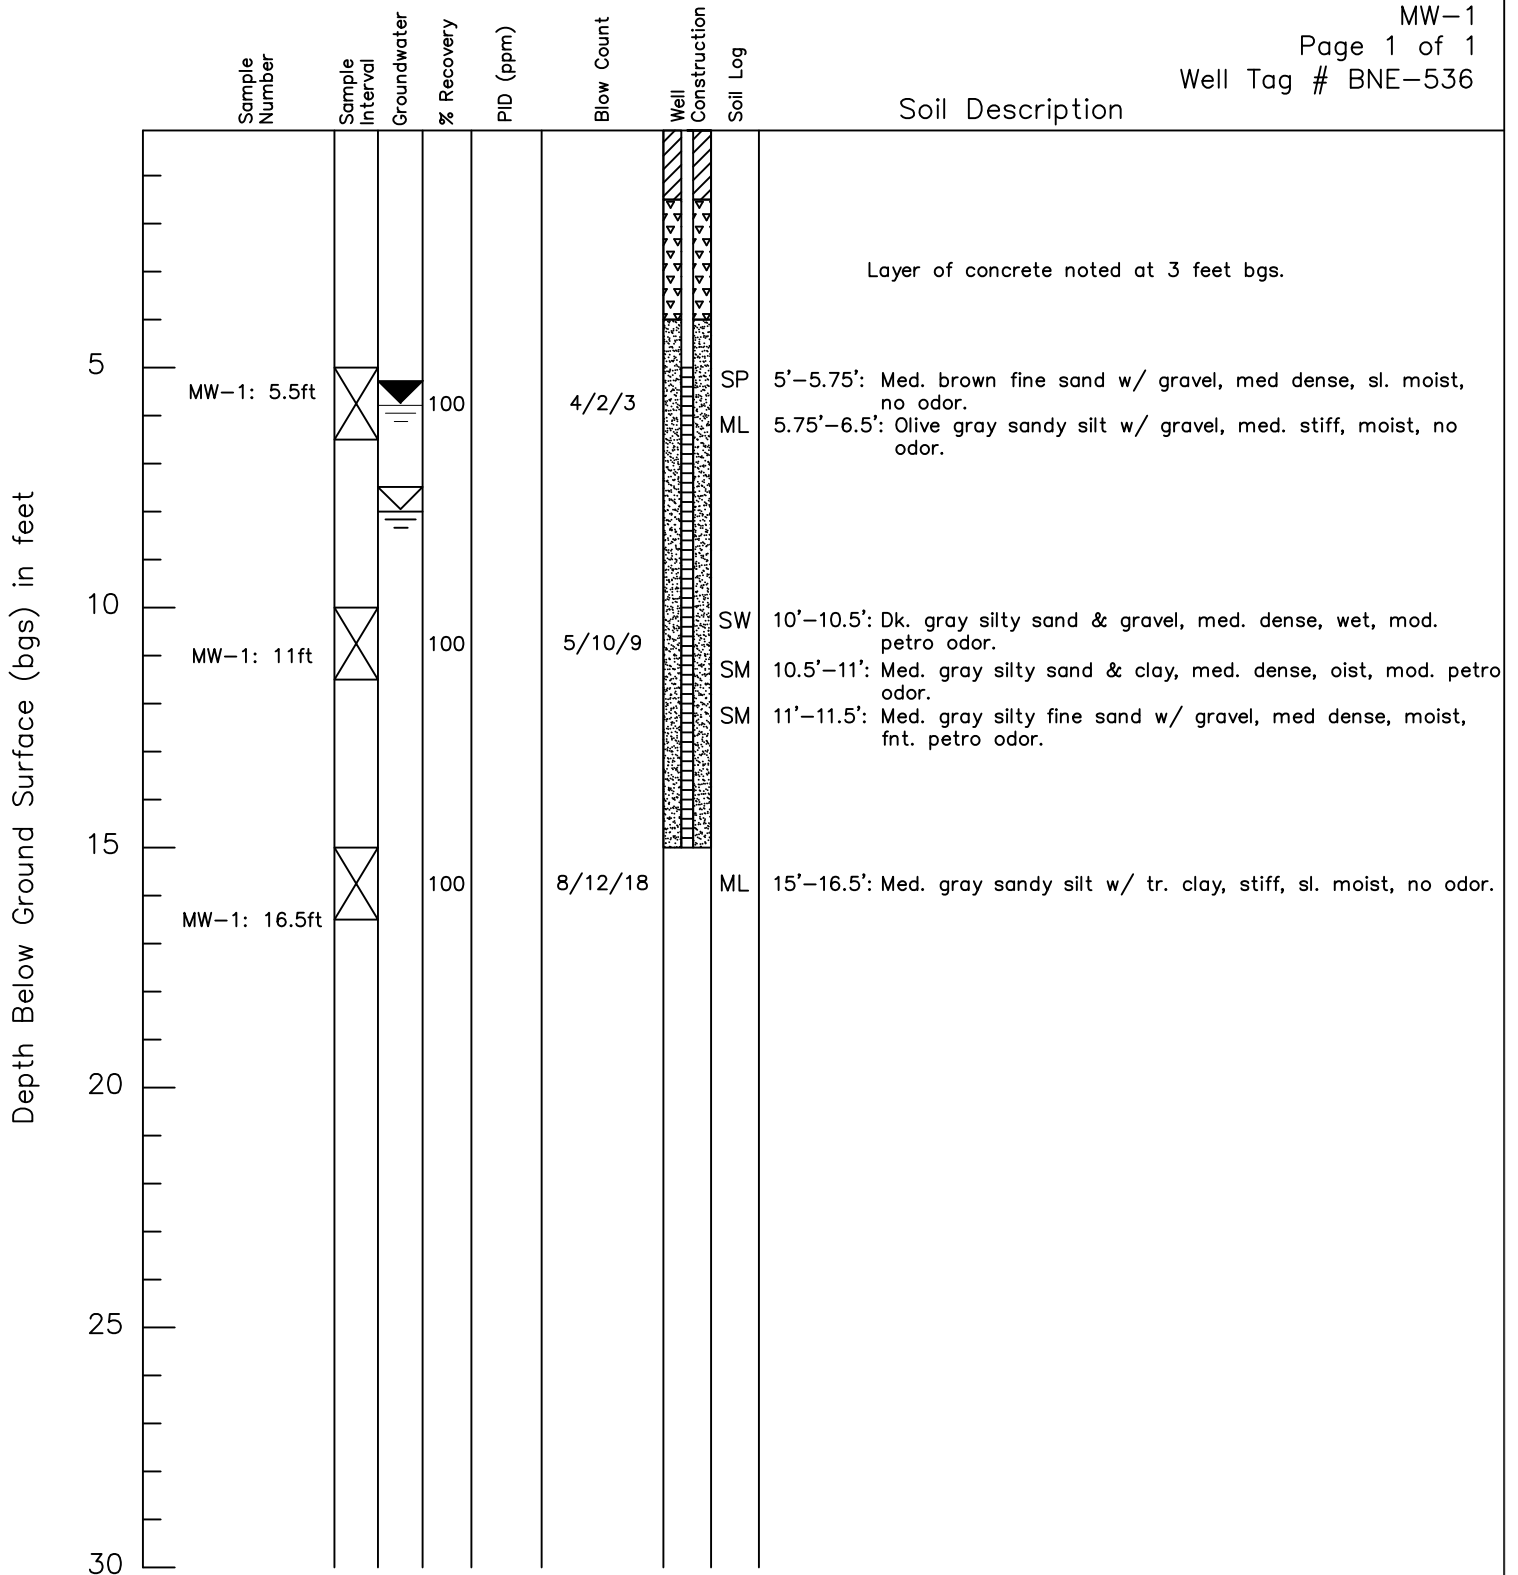 MW-1
Page 1 of 1
Well Tag # BNE-536
Sample
Number
Sample
Interval
Groundwater
% Recovery
PID (ppm)
Blow Count
Well
Construction
Soil Log
Soil Description
Depth Below Ground Surface (bgs) in feet
Layer of concrete noted at 3 feet bgs.
5
MW-1: 5.5ft
100
4/2/3
SP
5'-5.75': Med. brown fine sand w/ gravel, med dense, sl. moist,
no odor.
ML
5.75'-6.5': Olive gray sandy silt w/ gravel, med. stiff, moist, no
odor.
10
MW-1: 11ft
100
5/10/9
SW
10'-10.5': Dk. gray silty sand & gravel, med. dense, wet, mod.
petro odor.
SM
10.5'-11': Med. gray silty sand & clay, med. dense, oist, mod. petro
odor.
SM
11'-11.5': Med. gray silty fine sand w/ gravel, med dense, moist,
fnt. petro odor.
15
MW-1: 16.5ft
100
8/12/18
ML
15'-16.5': Med. gray sandy silt w/ tr. clay, stiff, sl. moist, no odor.
20
25
30